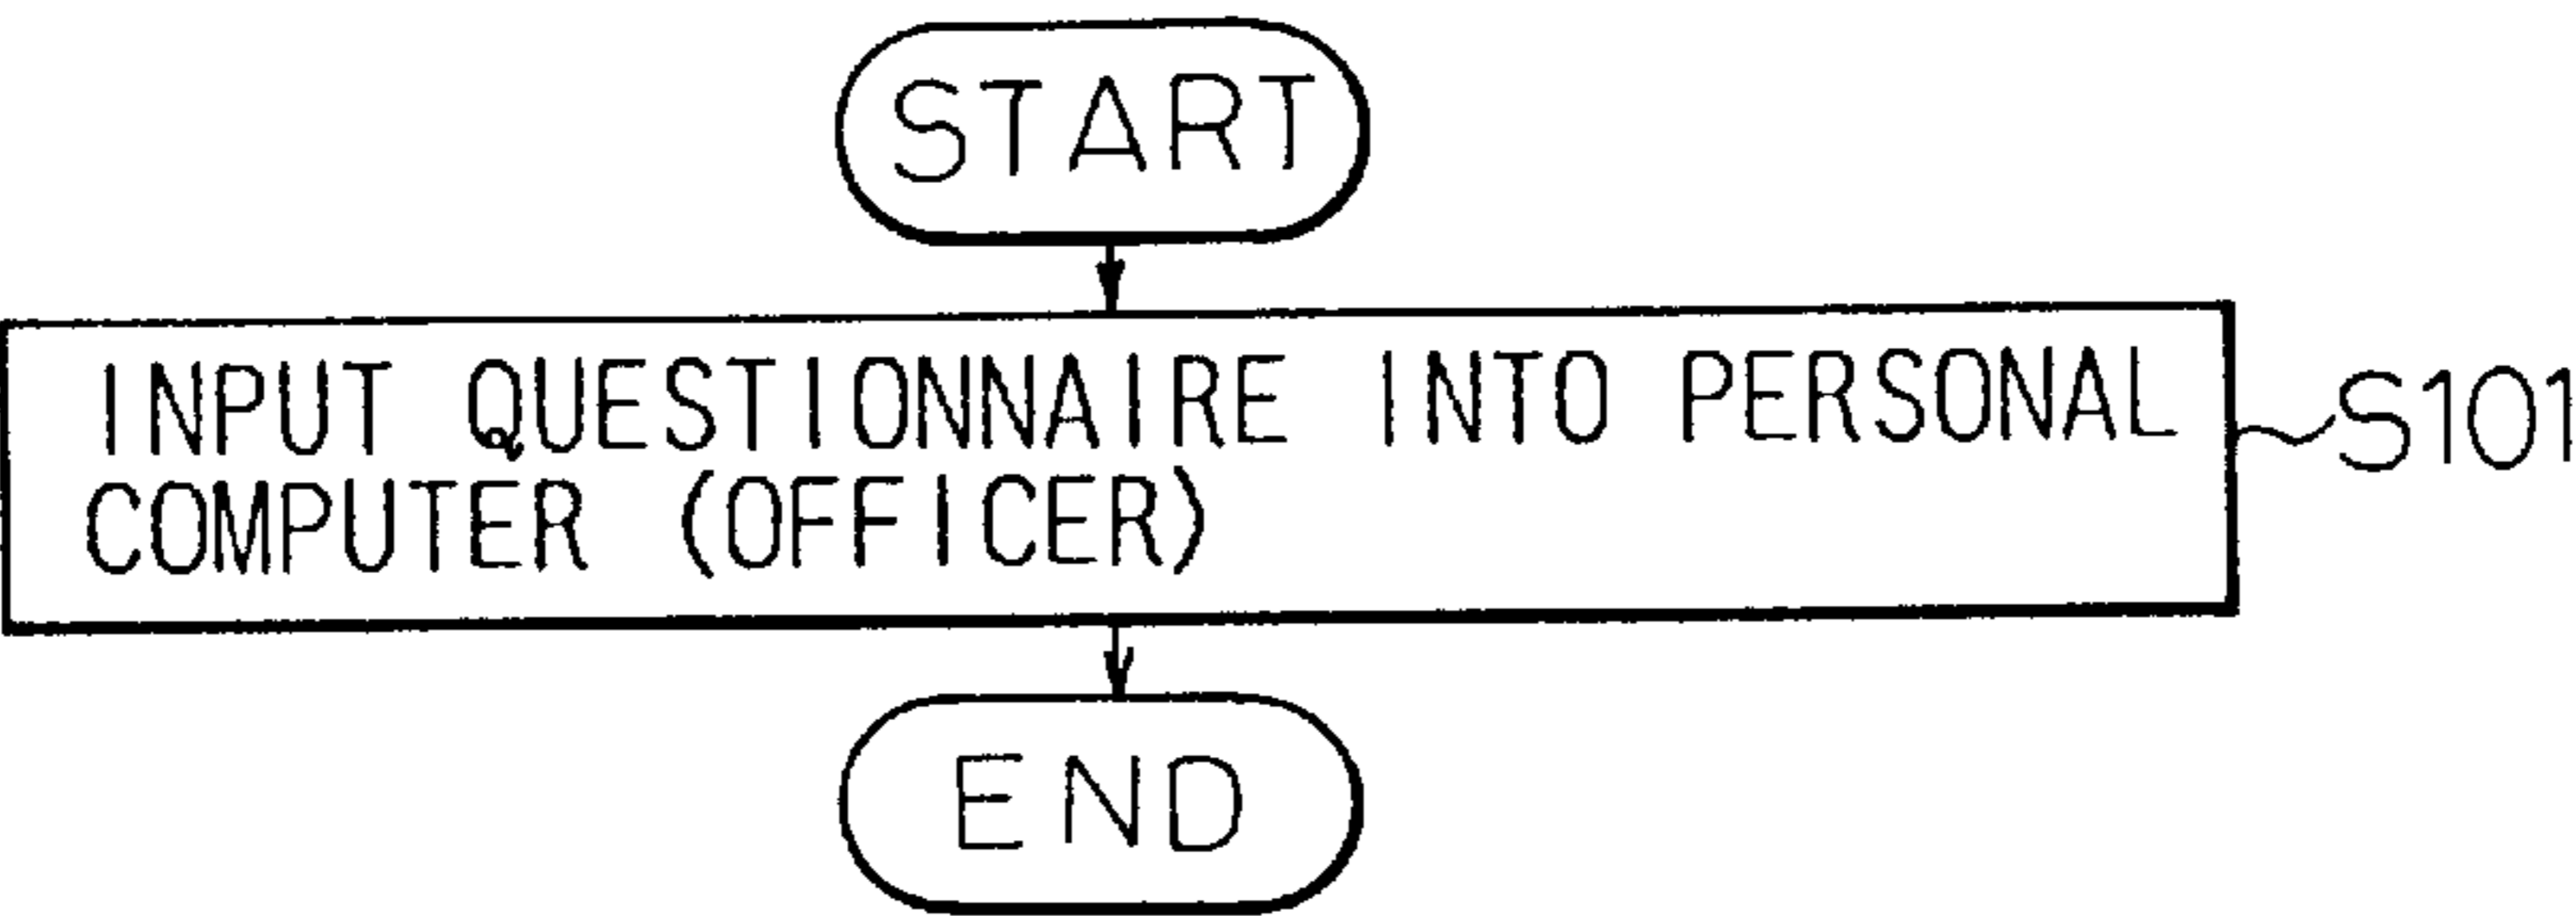 START
INPUT QUESTIONNAIRE INTO PERSONAL
COMPUTER (OFFICER)
S101
END